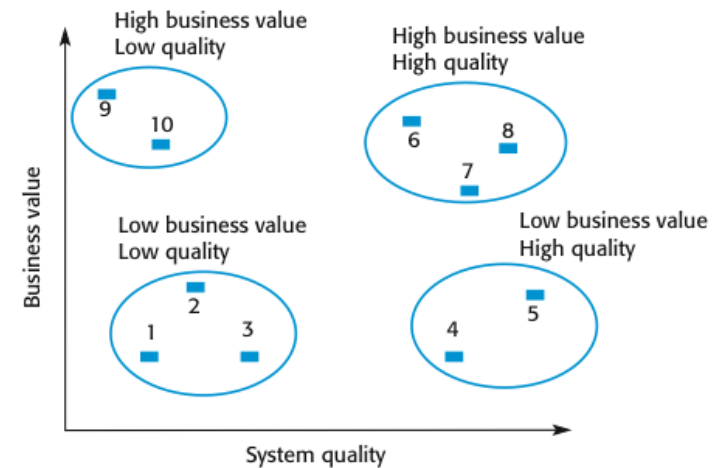 High business value
Low quality
High business value
High quality
9
10
6
8
7
Business value
Low business value
Low quality
Low business value
High quality
2
1
3
5
4
System quality